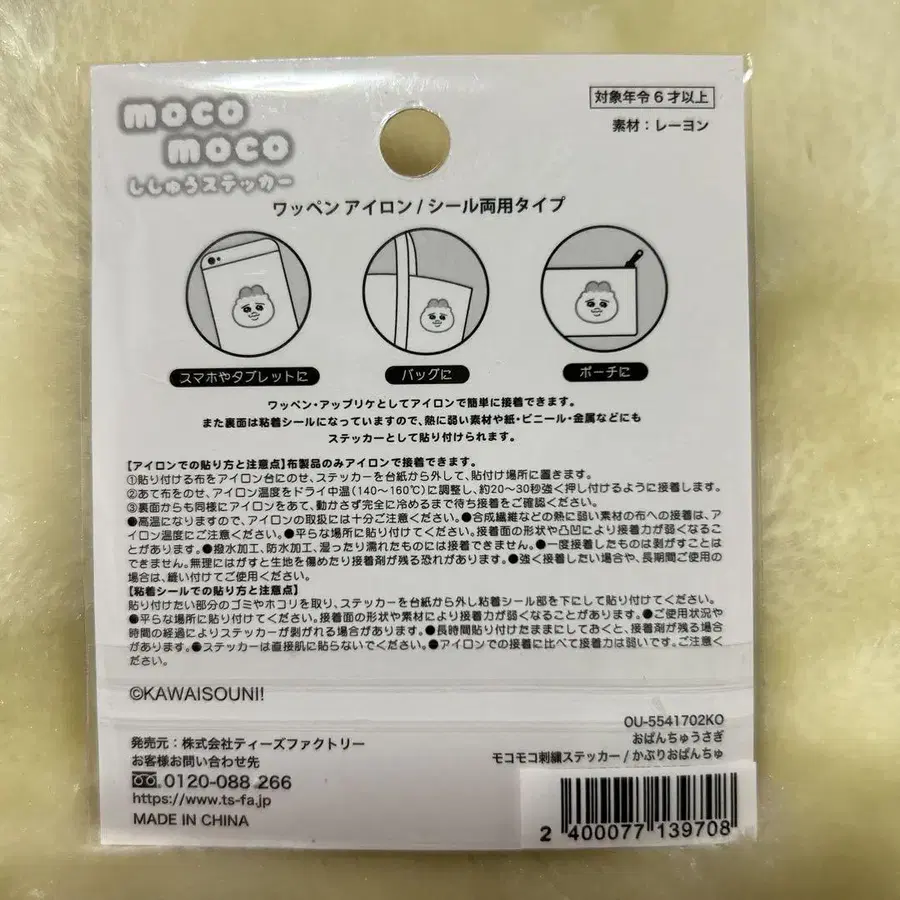 moco
moco
ししゅうステッカー
対象年令6才以上
素材：レーヨン
ワッペン アイロン / シール両用タイプ
スマホやタブレットに
バッグに
ポーチに
ワッペン・アップリケとしてアイロンで簡単に接着できます。
また裏面は粘着シールになっていますので、熱に弱い素材や紙・ビニール・金属などにも
ステッカーとして貼り付けられます。
【アイロンでの貼り方と注意点】布製品のみアイロンで接着できます。
①貼り付ける布をアイロン台にのせ、ステッカーを台紙から外して、貼付け場所に置きます。
②あて布をのせ、アイロン温度をドライ中温(140～160℃)に調整し、約20～30秒強く押し付けるように接着します。
③裏面からも同様にアイロンをあて、動かさず完全に冷めるまで待ち接着をご確認ください。
●高温になりますので、アイロンの取扱には十分ご注意ください。●合成繊維などの熱に弱い素材の布への接着は、ア
イロン温度にご注意ください。●平らな場所に貼り付けてください。接着面の形状や凸凹により接着力が弱くなるこ
とがあります。●撥水加工、防水加工、湿ったり濡れたものには接着できません。●一度接着したものは剥がすことは
できません。無理にはがすと生地を傷めたり接着剤が残る恐れがあります。●強く接着したい場合や、長期間ご使用の
場合は、縫い付けてご使用ください。
【粘着シールでの貼り方と注意点】
貼り付けたい部分のゴミやホコリを取り、ステッカーを台紙から外し粘着シール部を下にして貼り付けてください。
●平らな場所に貼り付けてください。接着面の形状や素材により接着力が弱くなることがあります。●ご使用状況や
時間の経過によりステッカーが剥がれる場合があります。●長時間貼り付けたままにしておくと、接着剤が残る場合
があります。●ステッカーは直接肌に貼らないでください。●アイロンでの接着に比べて接着力は弱いです。ご注意く
ださい。
©KAWAISOUNI!
OU-5541702KO
おぱんちゅうさぎ
モコモコ刺繍ステッカー / かぶりおぱんちゅ
発売元：株式会社ティーズファクトリー
お客様お問い合わせ先
0120-088 266
https://www.ts-fa.jp
MADE IN CHINA
2 400077 139708